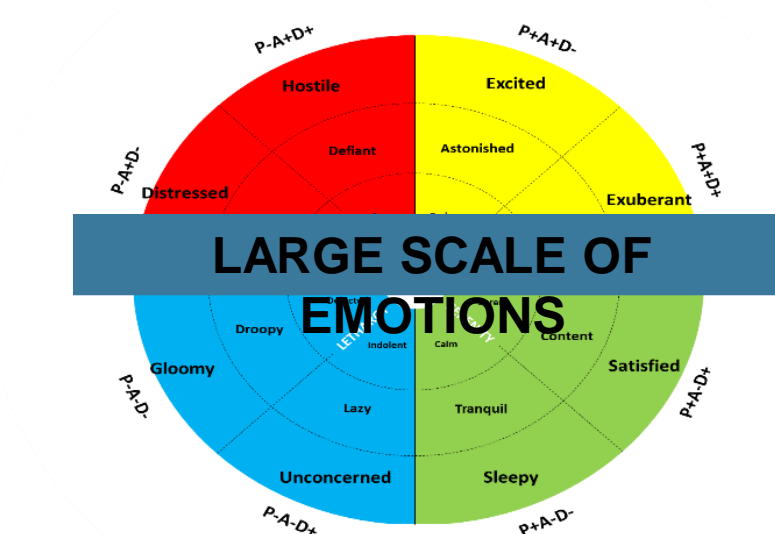 P-A+D+
P+A+D-
Hostile
Excited
Defiant
Astonished
P-A+D-
P+A+D+
Distressed
Exuberant
LARGE SCALE OF
EMOTIONS
Droopy
Indolent
Calm
Content
Gloomy
Satisfied
P-A-D-
P+A-D+
Lazy
Tranquil
Unconcerned
Sleepy
P-A-D+
P+A-D-